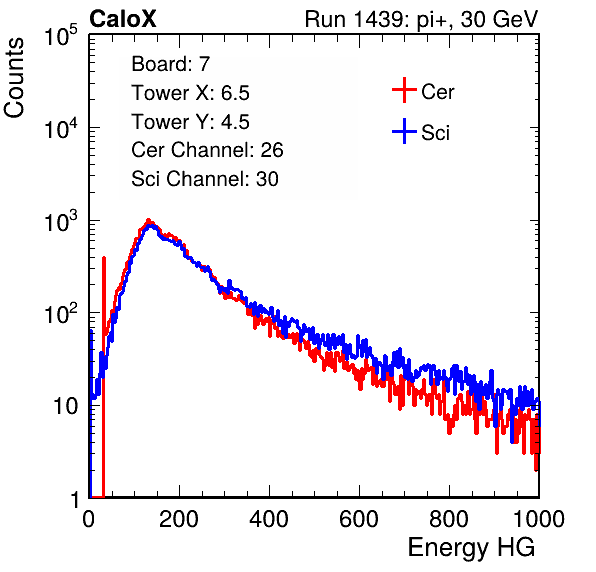 CaloX Run 1439: pi+, 30 GeV
Counts
Board: 7
Tower X: 6.5
Tower Y: 4.5
Cer Channel: 26
Sci Channel: 30
Cer
Sci
10^5
10^4
10^3
10^2
10
1
0 200 400 600 800 1000
Energy HG